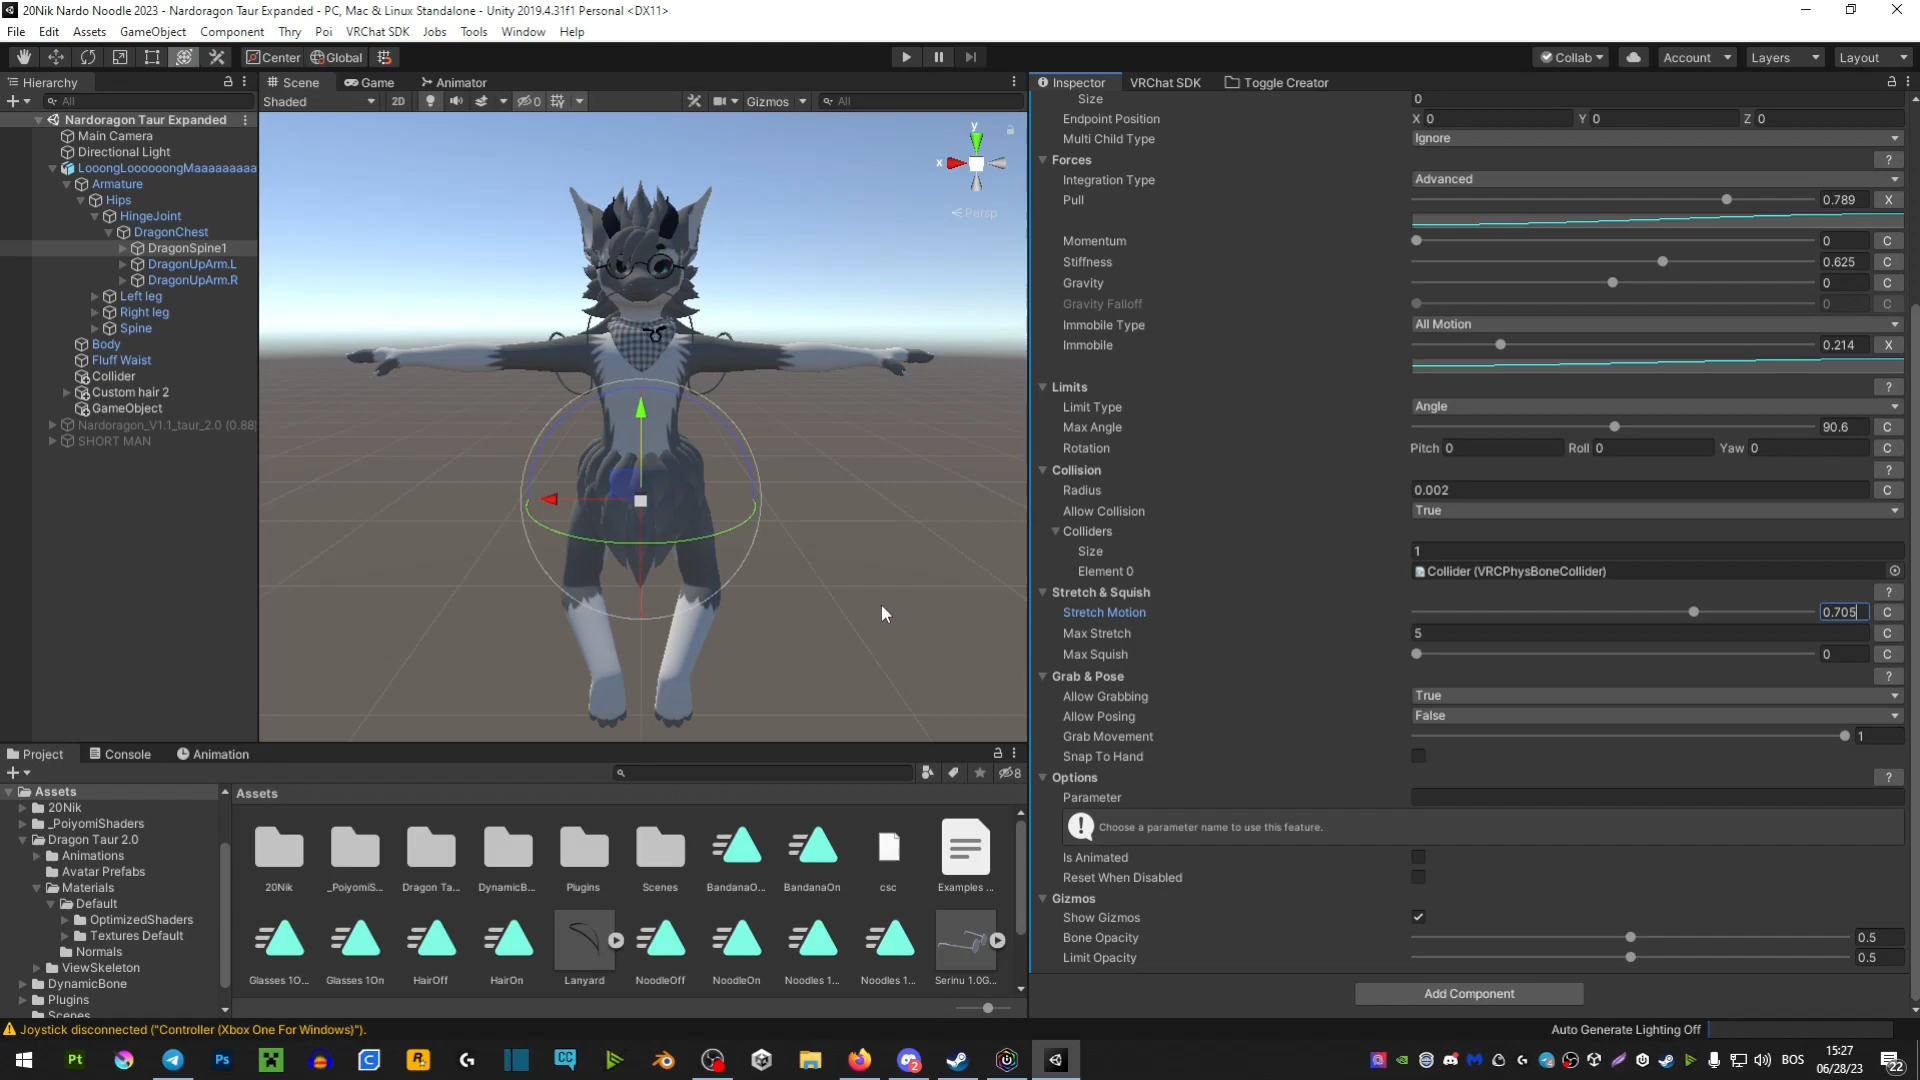 20Nik Nardo Noodle 2023 - Nardoragon Taur Expanded - PC, Mac & Linux Standalone - Unity 2019.4.31f1 Personal <DX11>
File Edit Assets GameObject Component Thry Poi VRChat SDK Jobs Tools Window Help
Center Global Collab Account Layers Layout
Hierarchy Scene Game Animator Inspector VRChat SDK Toggle Creator
All Shaded 2D 0 Gizmos All
Nardoragon Taur Expanded
Main Camera
Directional Light
LooongLoooooongMaaaaaaaaa
Armature
Hips
HingeJoint
DragonChest
DragonSpine1
DragonUpArm.L
DragonUpArm.R
Left leg
Right leg
Spine
Body
Fluff Waist
Collider
Custom hair 2
GameObject
Nardoragon_V1.1_taur_2.0 (0.88
SHORT MAN
y
x
Persp
Size 0
Endpoint Position X 0 Y 0 Z 0
Multi Child Type Ignore
Forces ?
Integration Type Advanced
Pull 0.789 X
Momentum 0 C
Stiffness 0.625 C
Gravity 0 C
Gravity Falloff 0 C
Immobile Type All Motion
Immobile 0.214 X
Limits ?
Limit Type Angle
Max Angle 90.6 C
Rotation Pitch 0 Roll 0 Yaw 0 C
Collision ?
Radius 0.002 C
Allow Collision True
Colliders
Size 1
Element 0 Collider (VRCPhysBoneCollider)
Stretch & Squish ?
Stretch Motion 0.705 C
Max Stretch 5 C
Max Squish 0 C
Grab & Pose ?
Allow Grabbing True
Allow Posing False
Grab Movement 1
Snap To Hand
Options ?
Parameter
Choose a parameter name to use this feature.
Is Animated
Reset When Disabled
Gizmos
Show Gizmos
Bone Opacity 0.5
Limit Opacity 0.5
Add Component
Project Console Animation
8
Assets
20Nik
_PoiyomiShaders
Dragon Taur 2.0
Animations
Avatar Prefabs
Materials
Default
OptimizedShaders
Textures Default
Normals
ViewSkeleton
DynamicBone
Plugins
Scenes
Assets
20Nik _PoiyomiS... Dragon Ta... DynamicB... Plugins Scenes BandanaO... BandanaOn csc Examples ...
Glasses 1O... Glasses 1On HairOff HairOn Lanyard NoodleOff NoodleOn Noodles 1... Noodles 1... Serinu 1.0G...
Joystick disconnected ("Controller (Xbox One For Windows)").
Auto Generate Lighting Off
Pt Ps CC 2 BOS
15:27
06/28/23
22